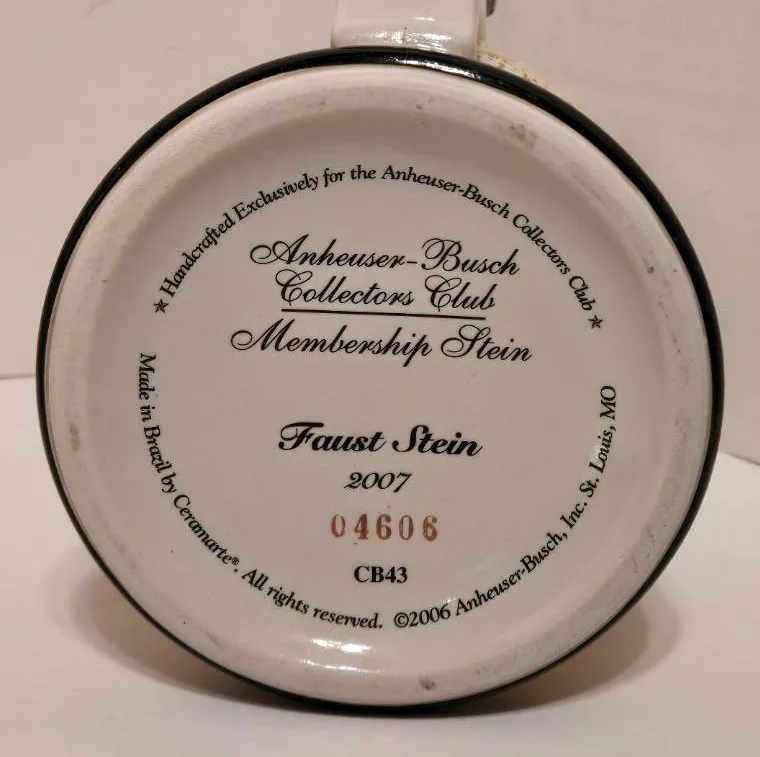 ★ Handcrafted Exclusively for the Anheuser-Busch Collectors Club ★
Anheuser-Busch
Collectors Club
Membership Stein
Faust Stein
2007
04606
CB43
Made in Brazil by Ceramarte®. All rights reserved. ©2006 Anheuser-Busch, Inc. St. Louis, MO